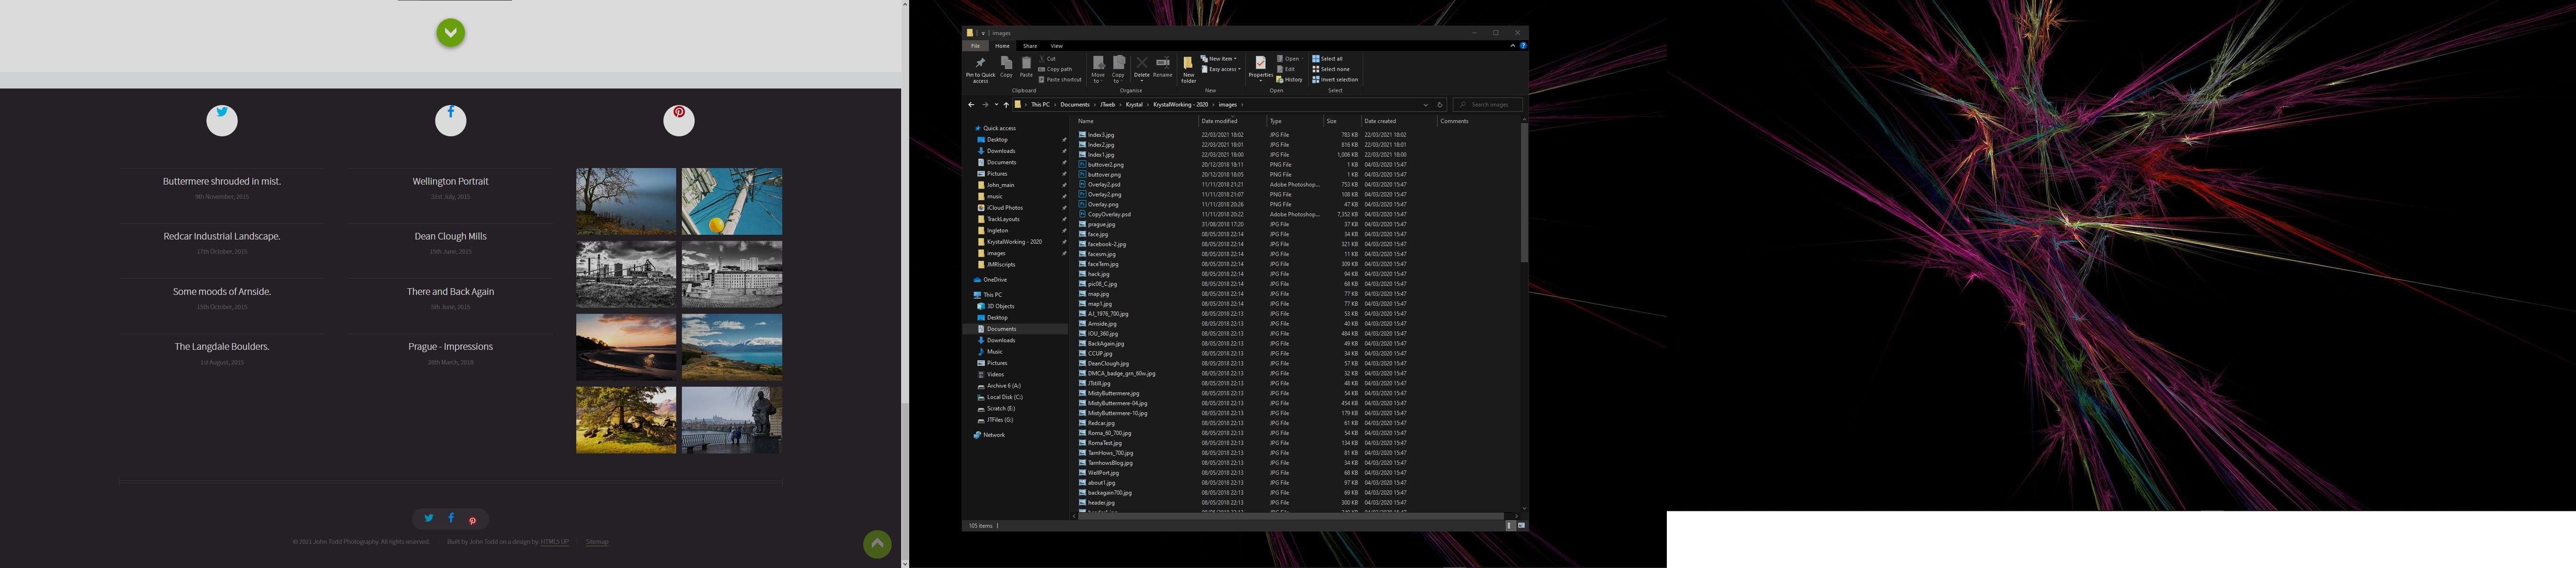 Buttermere shrouded in mist.
9th November, 2015
Redcar Industrial Landscape.
17th October, 2015
Some moods of Arnside.
15th October, 2015
The Langdale Boulders.
1st August, 2015
Wellington Portrait
31st July, 2015
Dean Clough Mills
15th June, 2015
There and Back Again
5th June, 2015
Prague - Impressions
28th March, 2018
© 2021 John Todd Photography. All rights reserved. Built by John Todd on a design by: HTML5 UP Sitemap
images
File Home Share View
Pin to Quick access
Copy
Paste
Cut
Copy path
Paste shortcut
Clipboard
Move to
Copy to
Delete
Rename
Organise
New folder
New item
Easy access
New
Properties
Open
Edit
History
Open
Select all
Select none
Invert selection
Select
This PC › Documents › JTweb › Krystal › KrystalWorking - 2020 › images ›
Search images
Quick access
Desktop
Downloads
Documents
Pictures
John_main
music
iCloud Photos
TrackLayouts
Ingleton
KrystalWorking - 2020
images
JMRIscripts
OneDrive
This PC
3D Objects
Desktop
Documents
Downloads
Music
Pictures
Videos
Archive 6 (A:)
Local Disk (C:)
Scratch (E:)
JTFiles (G:)
Network
Name Date modified Type Size Date created Comments
Index3.jpg 22/03/2021 18:02 JPG File 783 KB 22/03/2021 18:02
Index2.jpg 22/03/2021 18:01 JPG File 816 KB 22/03/2021 18:01
Index1.jpg 22/03/2021 18:00 JPG File 1,006 KB 22/03/2021 18:00
buttover2.png 20/12/2018 18:11 PNG File 1 KB 04/03/2020 15:47
buttover.png 20/12/2018 18:05 PNG File 1 KB 04/03/2020 15:47
Overlay2.psd 11/11/2018 21:21 Adobe Photoshop... 753 KB 04/03/2020 15:47
Overlay2.png 11/11/2018 21:07 PNG File 108 KB 04/03/2020 15:47
Overlay.png 11/11/2018 20:26 PNG File 47 KB 04/03/2020 15:47
CopyOverlay.psd 11/11/2018 20:22 Adobe Photoshop... 7,352 KB 04/03/2020 15:47
prague.jpg 31/08/2018 17:20 JPG File 37 KB 04/03/2020 15:47
face.jpg 08/05/2018 22:14 JPG File 34 KB 04/03/2020 15:47
facebook-2.jpg 08/05/2018 22:14 JPG File 321 KB 04/03/2020 15:47
facesm.jpg 08/05/2018 22:14 JPG File 11 KB 04/03/2020 15:47
faceTem.jpg 08/05/2018 22:14 JPG File 309 KB 04/03/2020 15:47
hack.jpg 08/05/2018 22:14 JPG File 94 KB 04/03/2020 15:47
pic08_C.jpg 08/05/2018 22:14 JPG File 68 KB 04/03/2020 15:47
map.jpg 08/05/2018 22:14 JPG File 77 KB 04/03/2020 15:47
map1.jpg 08/05/2018 22:14 JPG File 77 KB 04/03/2020 15:47
AJ_1976_700.jpg 08/05/2018 22:13 JPG File 53 KB 04/03/2020 15:47
Arnside.jpg 08/05/2018 22:13 JPG File 40 KB 04/03/2020 15:47
IOU_360.jpg 08/05/2018 22:13 JPG File 484 KB 04/03/2020 15:47
BackAgain.jpg 08/05/2018 22:13 JPG File 49 KB 04/03/2020 15:47
CCUP.jpg 08/05/2018 22:13 JPG File 34 KB 04/03/2020 15:47
DeanClough.jpg 08/05/2018 22:13 JPG File 57 KB 04/03/2020 15:47
DMCA_badge_grn_60w.jpg 08/05/2018 22:13 JPG File 32 KB 04/03/2020 15:47
JTstill.jpg 08/05/2018 22:13 JPG File 48 KB 04/03/2020 15:47
MistyButtermere.jpg 08/05/2018 22:13 JPG File 54 KB 04/03/2020 15:47
MistyButtermere-04.jpg 08/05/2018 22:13 JPG File 454 KB 04/03/2020 15:47
MistyButtermere-10.jpg 08/05/2018 22:13 JPG File 179 KB 04/03/2020 15:47
Redcar.jpg 08/05/2018 22:13 JPG File 61 KB 04/03/2020 15:47
Roma_60_700.jpg 08/05/2018 22:13 JPG File 54 KB 04/03/2020 15:47
RomaTest.jpg 08/05/2018 22:13 JPG File 134 KB 04/03/2020 15:47
TarnHows_700.jpg 08/05/2018 22:13 JPG File 81 KB 04/03/2020 15:47
TarnhowsBlog.jpg 08/05/2018 22:13 JPG File 34 KB 04/03/2020 15:47
WellPort.jpg 08/05/2018 22:13 JPG File 68 KB 04/03/2020 15:47
about1.jpg 08/05/2018 22:13 JPG File 97 KB 04/03/2020 15:47
backagain700.jpg 08/05/2018 22:13 JPG File 69 KB 04/03/2020 15:47
header.jpg 08/05/2018 22:13 JPG File 300 KB 04/03/2020 15:47
105 items